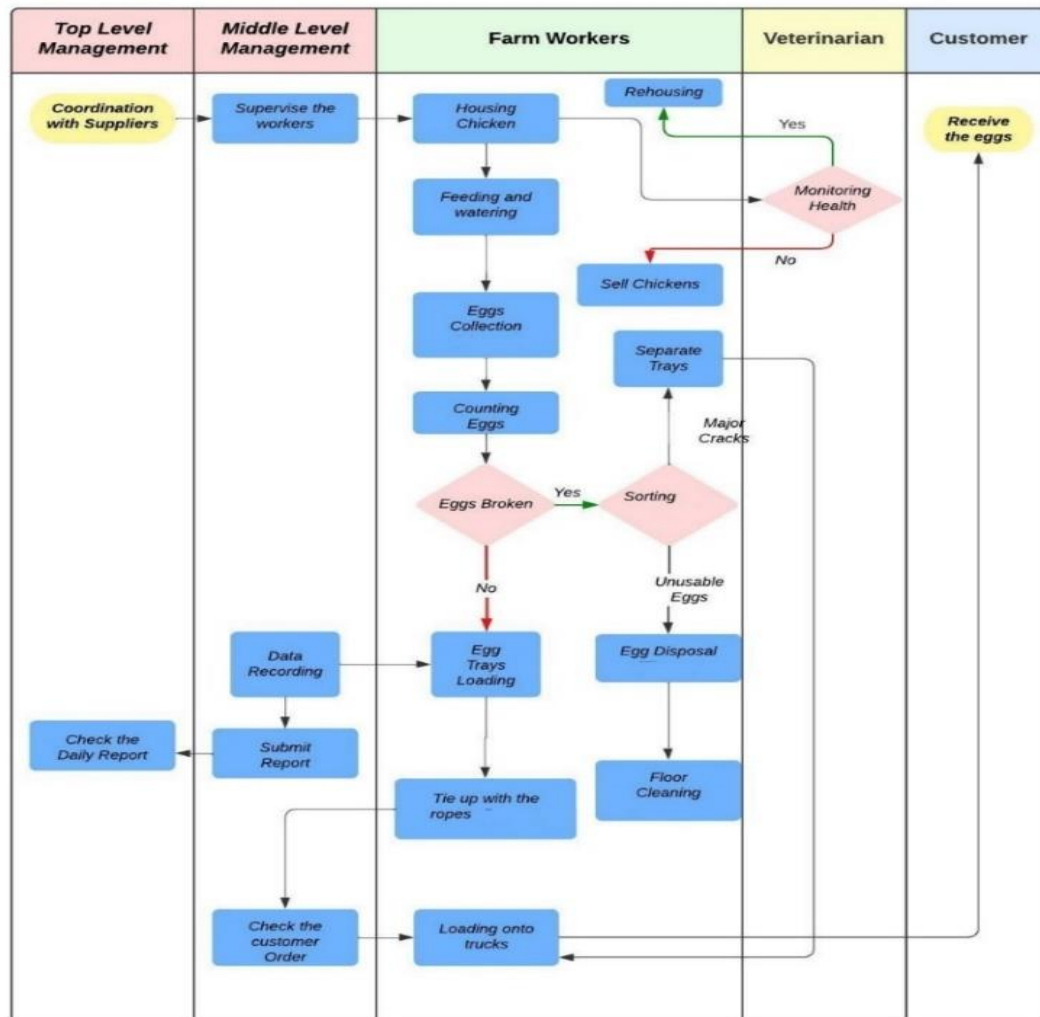 Top Level
Management
Middle Level
Management
Farm Workers
Veterinarian
Customer
Coordination
with Suppliers
Supervise the
workers
Housing
Chicken
Rehousing
Yes
Receive
the eggs
Feeding and
watering
Monitoring
Health
No
Sell Chickens
Eggs
Collection
Separate
Trays
Counting
Eggs
Major
Cracks
Eggs Broken
Yes
Sorting
No
Unusable
Eggs
Data
Recording
Egg
Trays
Loading
Egg Disposal
Check the
Daily Report
Submit
Report
Tie up with the
ropes
Floor
Cleaning
Check the
customer
Order
Loading onto
trucks